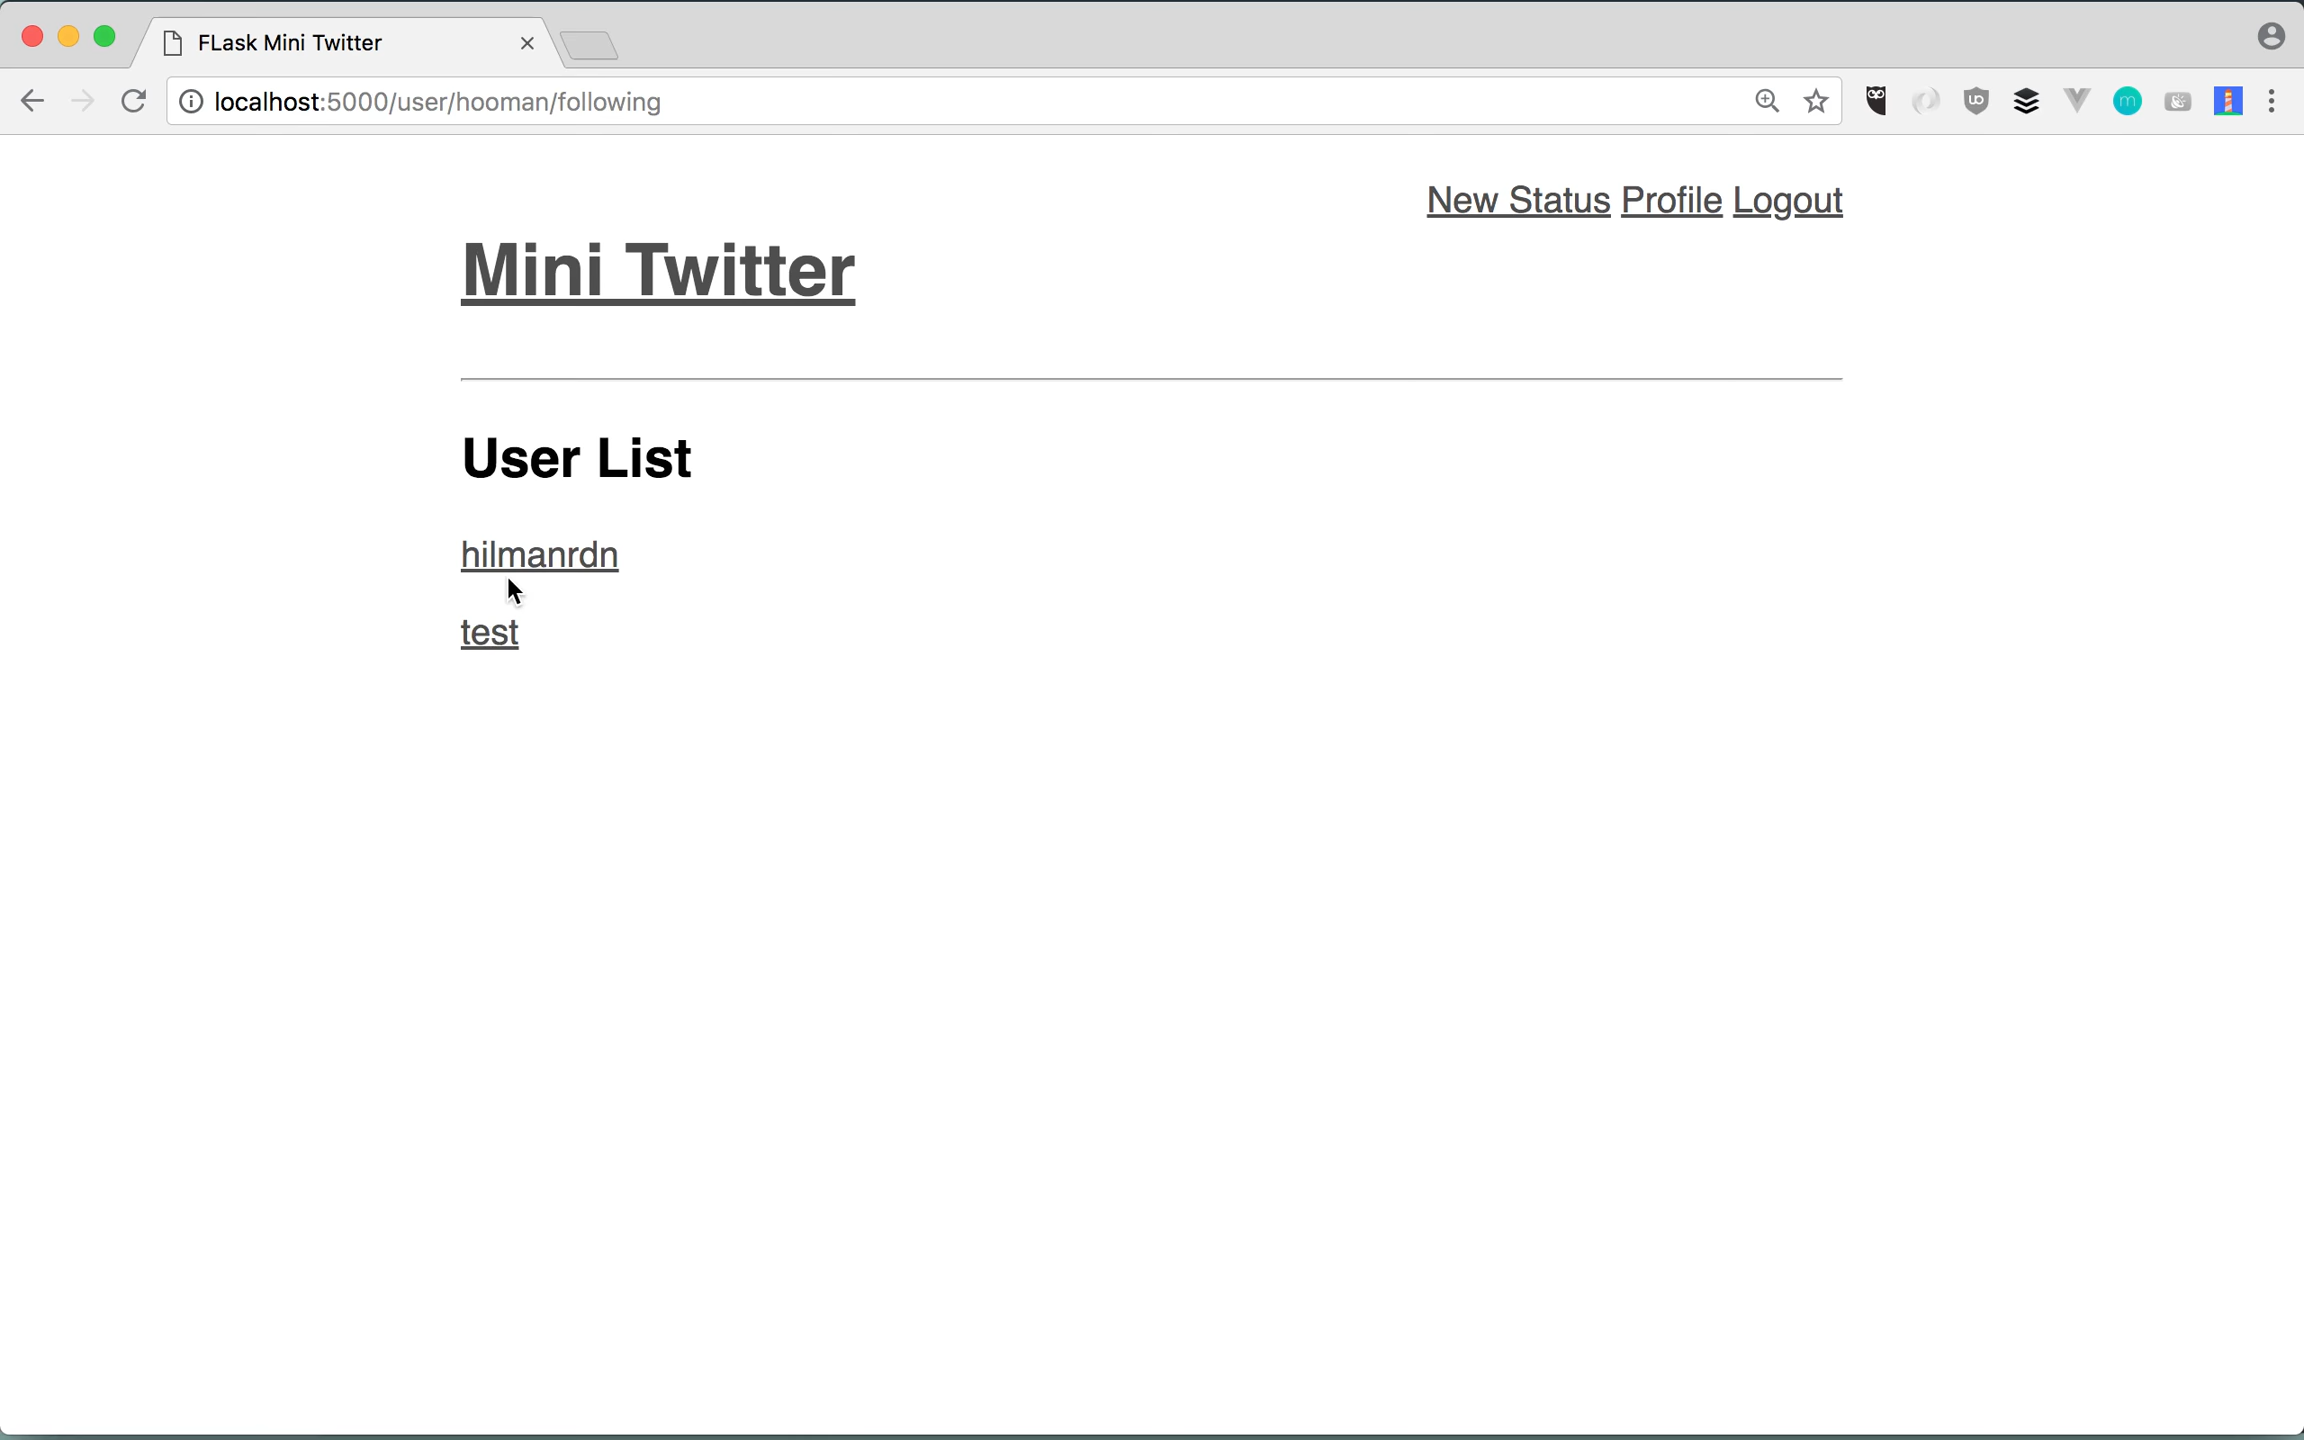 FLask Mini Twitter
localhost:5000/user/hooman/following
New Status Profile Logout
Mini Twitter
User List
hilmanrdn
test